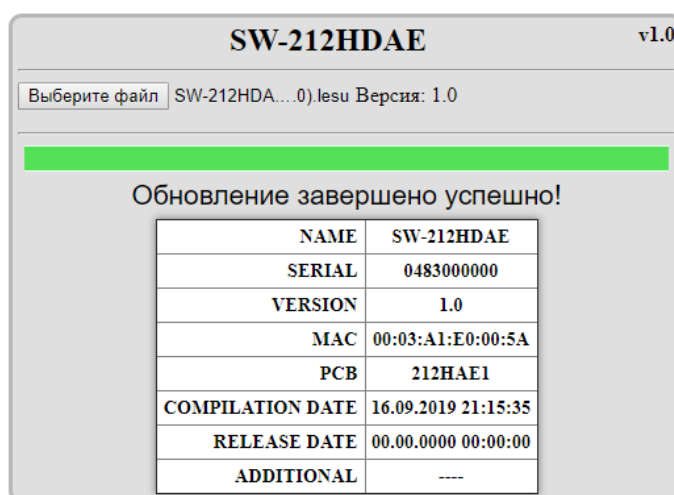 SW-212HDAE v1.0
Выберите файл SW-212HDA....0).lesu Версия: 1.0
Обновление завершено успешно!
NAME SW-212HDAE
SERIAL 0483000000
VERSION 1.0
MAC 00:03:A1:E0:00:5A
PCB 212HAE1
COMPILATION DATE 16.09.2019 21:15:35
RELEASE DATE 00.00.0000 00:00:00
ADDITIONAL ----